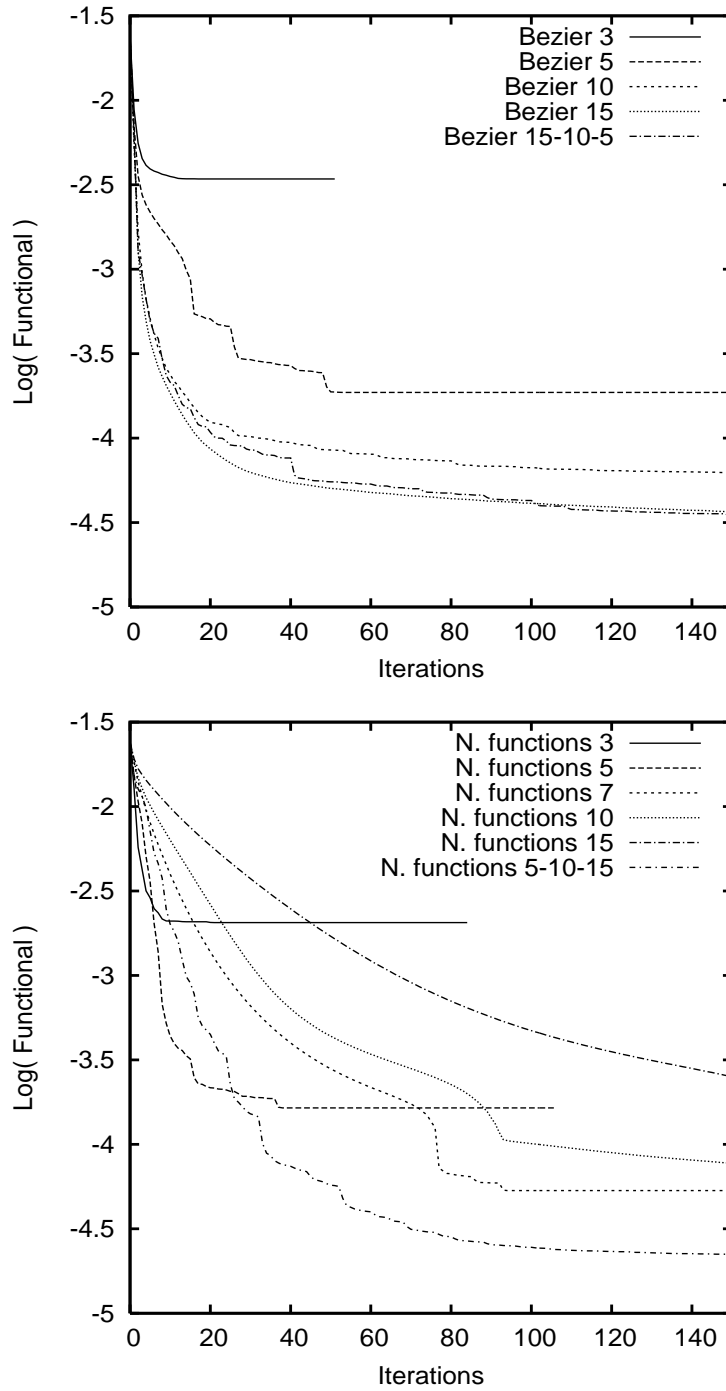 Bezier 3
Bezier 5
Bezier 10
Bezier 15
Bezier 15-10-5
-2
-2.5
-3
-3.5
-4
-4.5
-5
Log( Functional )
0 20 40 60 80 100 120 140
Iterations
-1.5
-2
-2.5
-3
-3.5
-4
-4.5
-5
Log( Functional )
N. functions 3
N. functions 5
N. functions 7
N. functions 10
N. functions 15
N. functions 5-10-15
0 20 40 60 80 100 120 140
Iterations